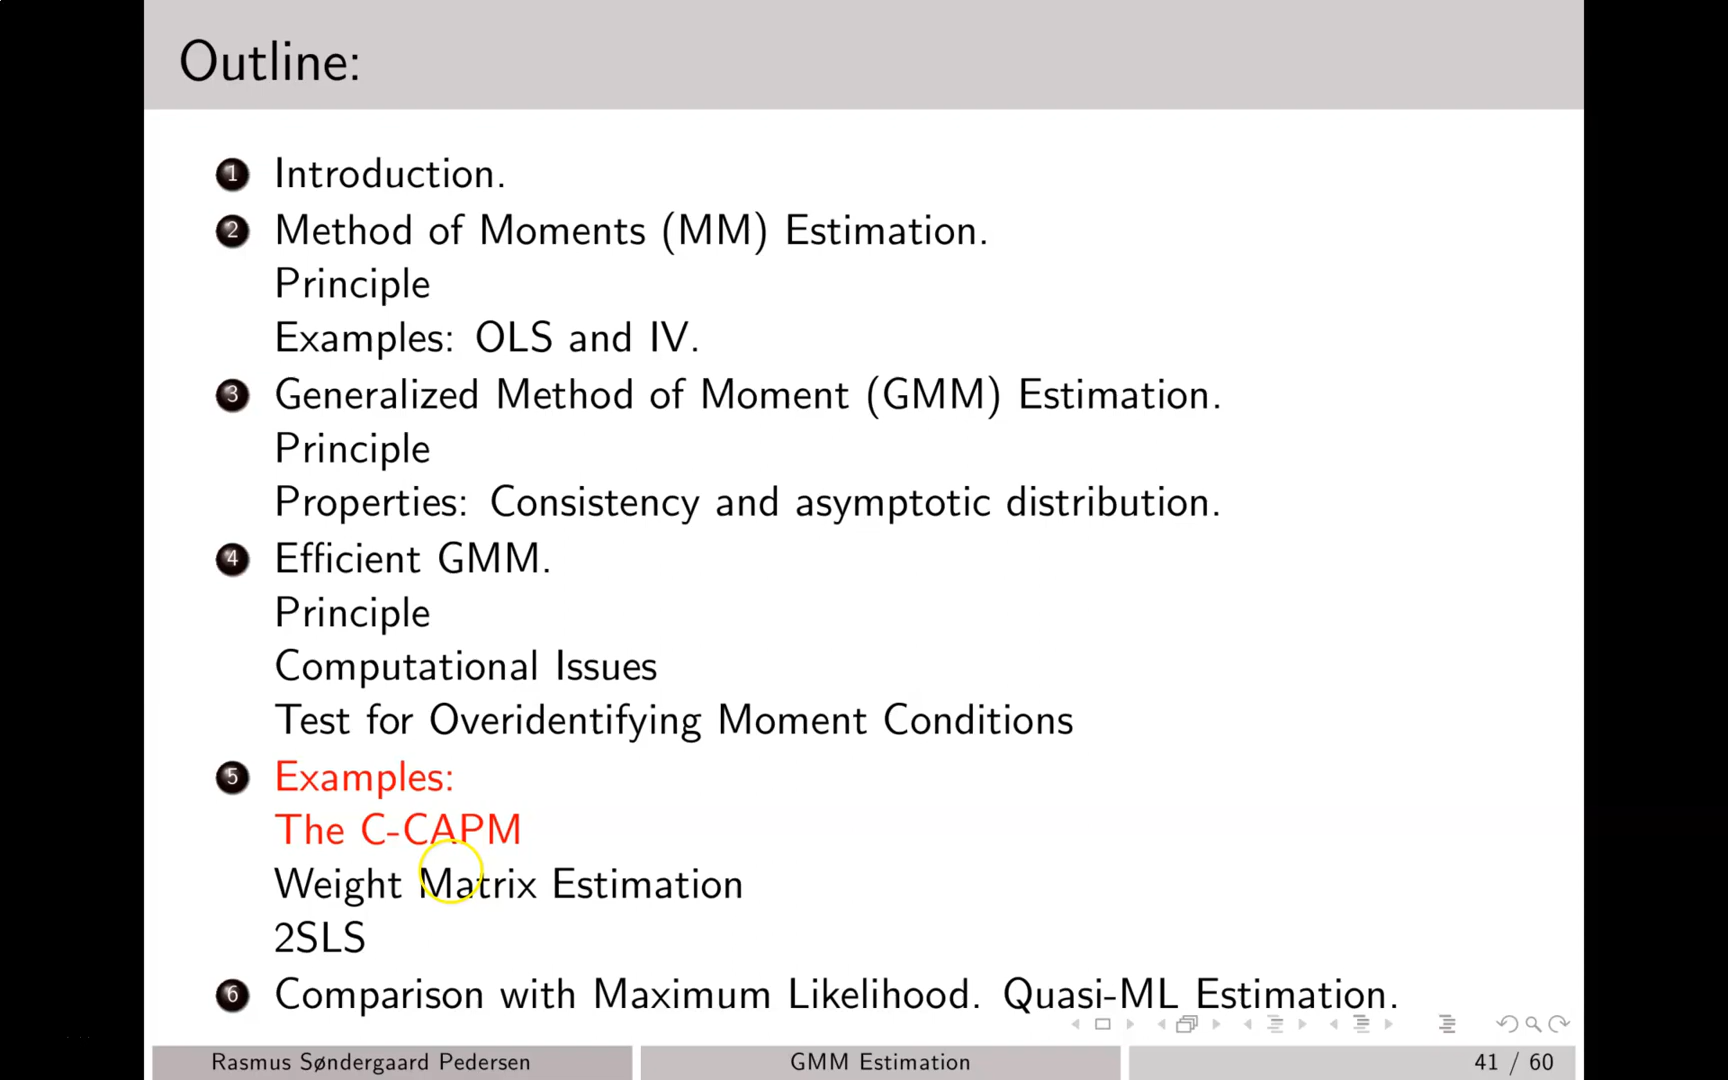 Outline:
1 Introduction.
2 Method of Moments (MM) Estimation.
Principle
Examples: OLS and IV.
3 Generalized Method of Moment (GMM) Estimation.
Principle
Properties: Consistency and asymptotic distribution.
4 Efficient GMM.
Principle
Computational Issues
Test for Overidentifying Moment Conditions
5 Examples:
The C-CAPM
Weight Matrix Estimation
2SLS
6 Comparison with Maximum Likelihood. Quasi-ML Estimation.
Rasmus Søndergaard Pedersen GMM Estimation 41 / 60